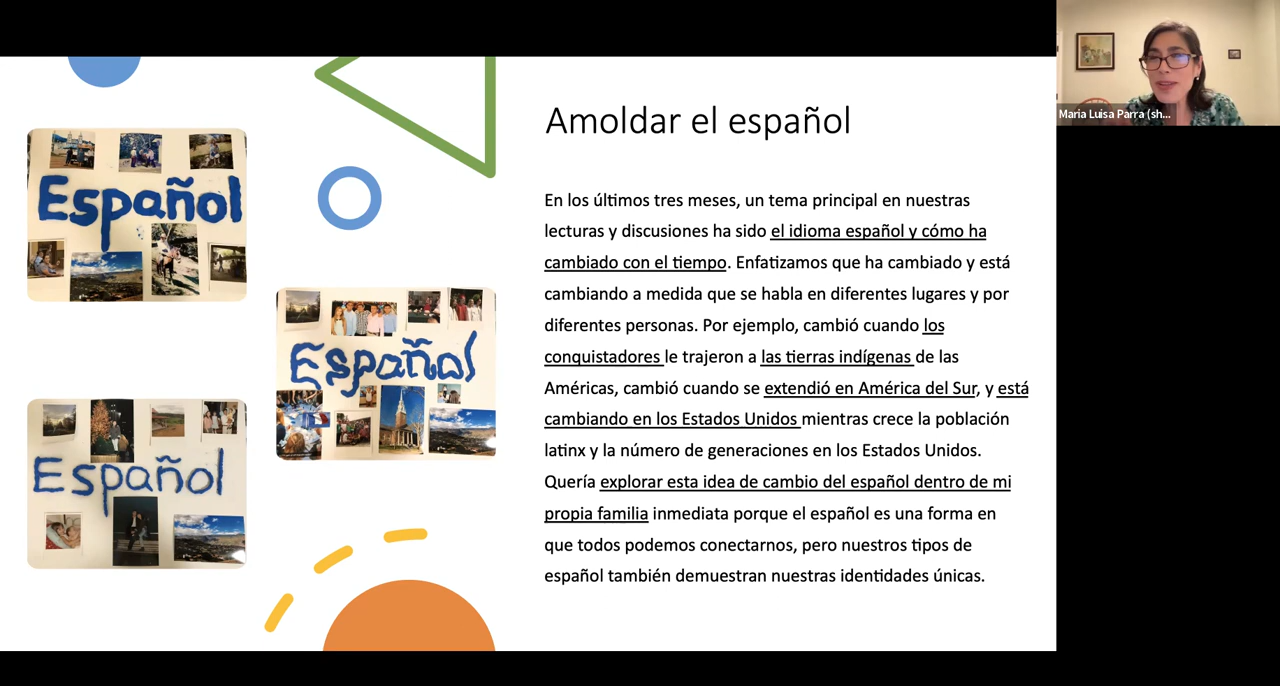 Amoldar el español
En los últimos tres meses, un tema principal en nuestras
lecturas y discusiones ha sido el idioma español y cómo ha
cambiado con el tiempo. Enfatizamos que ha cambiado y está
cambiando a medida que se habla en diferentes lugares y por
diferentes personas. Por ejemplo, cambió cuando los
conquistadores le trajeron a las tierras indígenas de las
Américas, cambió cuando se extendió en América del Sur, y está
cambiando en los Estados Unidos mientras crece la población
latinx y la número de generaciones en los Estados Unidos.
Quería explorar esta idea de cambio del español dentro de mi
propia familia inmediata porque el español es una forma en
que todos podemos conectarnos, pero nuestros tipos de
español también demuestran nuestras identidades únicas.
Español
Español
Español
Maria Luisa Parra (sh...